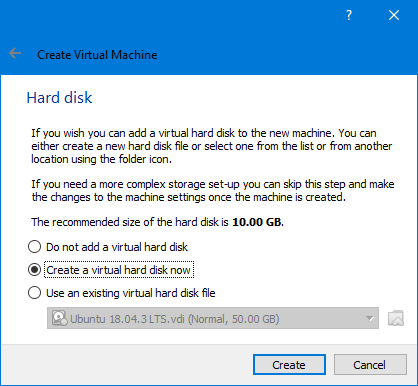 ?
Create Virtual Machine
Hard disk
If you wish you can add a virtual hard disk to the new machine. You can
either create a new hard disk file or select one from the list or from another
location using the folder icon.
If you need a more complex storage set-up you can skip this step and make
the changes to the machine settings once the machine is created.
The recommended size of the hard disk is 10.00 GB.
Do not add a virtual hard disk
Create a virtual hard disk now
Use an existing virtual hard disk file
Ubuntu 18.04.3 LTS.vdi (Normal, 50.00 GB)
Create
Cancel